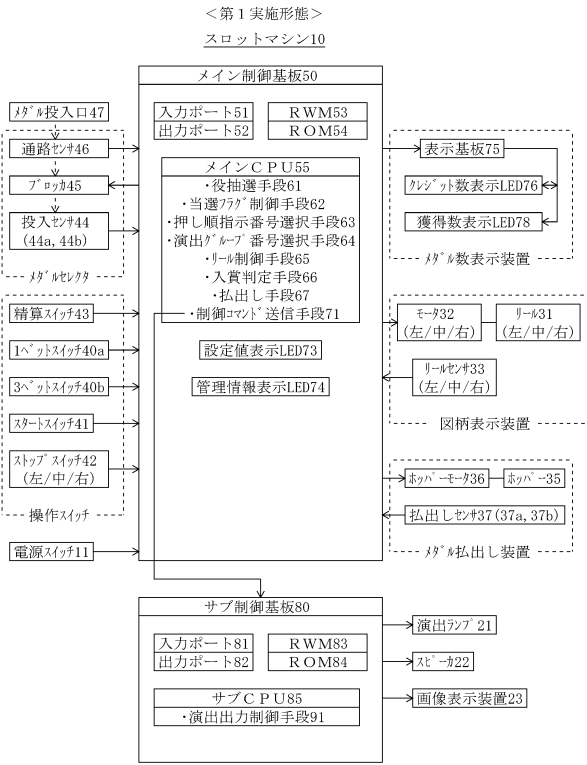 ＜第１実施形態＞
スロットマシン10
メイン制御基板50
入力ポート51
出力ポート52
ＲＷＭ53
ＲＯＭ54
メインＣＰＵ55
・役抽選手段61
・当選ﾌﾗｸﾞ制御手段62
・押し順指示番号選択手段63
・演出ｸﾞﾙｰﾌﾟ番号選択手段64
・ﾘｰﾙ制御手段65
・入賞判定手段66
・払出し手段67
・制御ｺﾏﾝﾄﾞ送信手段71
設定値表示LED73
管理情報表示LED74
ﾒﾀﾞﾙ投入口47
通路ｾﾝｻ46
ﾌﾞﾛｯｶ45
投入ｾﾝｻ44
(44a, 44b)
ﾒﾀﾞﾙｾﾚｸﾀ
精算ｽｲｯﾁ43
1ﾍﾞｯﾄｽｲｯﾁ40a
3ﾍﾞｯﾄｽｲｯﾁ40b
ｽﾀｰﾄｽｲｯﾁ41
ｽﾄｯﾌﾟｽｲｯﾁ42
(左/中/右)
操作ｽｲｯﾁ
電源ｽｲｯﾁ11
表示基板75
ｸﾚｼﾞｯﾄ数表示LED76
獲得数表示LED78
ﾒﾀﾞﾙ数表示装置
ﾓｰﾀ32
(左/中/右)
ﾘｰﾙ31
(左/中/右)
ﾘｰﾙｾﾝｻ33
(左/中/右)
図柄表示装置
ﾎｯﾊﾟｰﾓｰﾀ36
ﾎｯﾊﾟｰ35
払出しｾﾝｻ37(37a, 37b)
ﾒﾀﾞﾙ払出し装置
サブ制御基板80
入力ポート81
出力ポート82
ＲＷＭ83
ＲＯＭ84
サブＣＰＵ85
・演出出力制御手段91
演出ﾗﾝﾌﾟ21
ｽﾋﾟｰｶ22
画像表示装置23